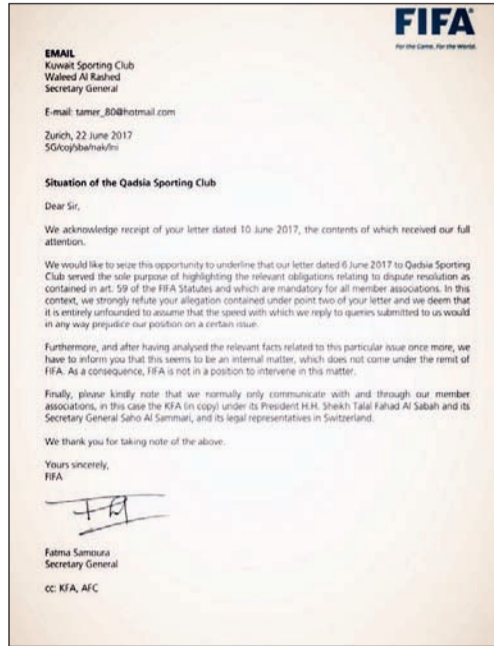 FIFA
For the Game. For the World.
EMAIL
Kuwait Sporting Club
Waleed Al Rashed
Secretary General
E-mail: tamer_80@hotmail.com
Zurich, 22 June 2017
SG/coj/sba/nak/lni
Situation of the Qadsia Sporting Club
Dear Sir,
We acknowledge receipt of your letter dated 10 June 2017, the contents of which received our full
attention.
We would like to seize this opportunity to underline that our letter dated 6 June 2017 to Qadsia Sporting
Club served the sole purpose of highlighting the relevant obligations relating to dispute resolution as
contained in art. 59 of the FIFA Statutes and which are mandatory for all member associations. In this
context, we strongly refute your allegation contained under point two of your letter and we deem that
it is entirely unfounded to assume that the speed with which we reply to queries submitted to us would
in any way prejudice our position on a certain issue.
Furthermore, and after having analysed the relevant facts related to this particular issue once more, we
have to inform you that this seems to be an internal matter, which does not come under the remit of
FIFA. As a consequence, FIFA is not in a position to intervene in this matter.
Finally, please kindly note that we normally only communicate with and through our member
associations, in this case the KFA (in copy) under its President H.H. Sheikh Talal Fahad Al Sabah and its
Secretary General Saho Al Sammari, and its legal representatives in Switzerland.
We thank you for taking note of the above.
Yours sincerely,
FIFA
Fatma Samoura
Secretary General
cc: KFA, AFC